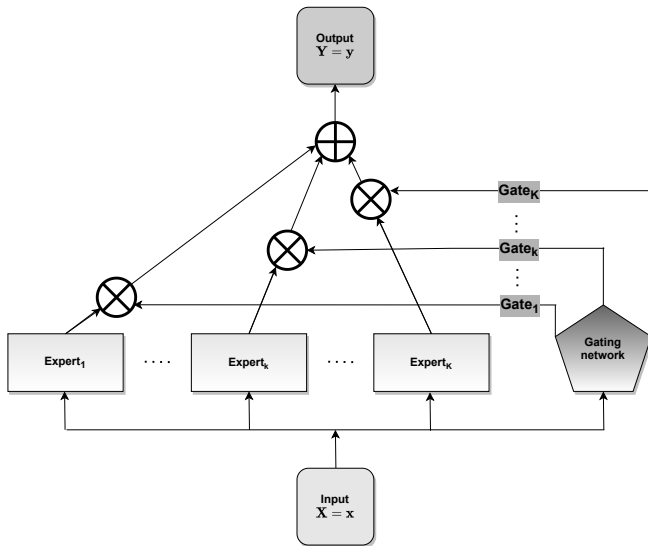 Output
Y = y
Gate_K
⋮
Gate_k
⋮
Gate_1
Expert_1
....
Expert_k
....
Expert_K
Gating
network
Input
X = x